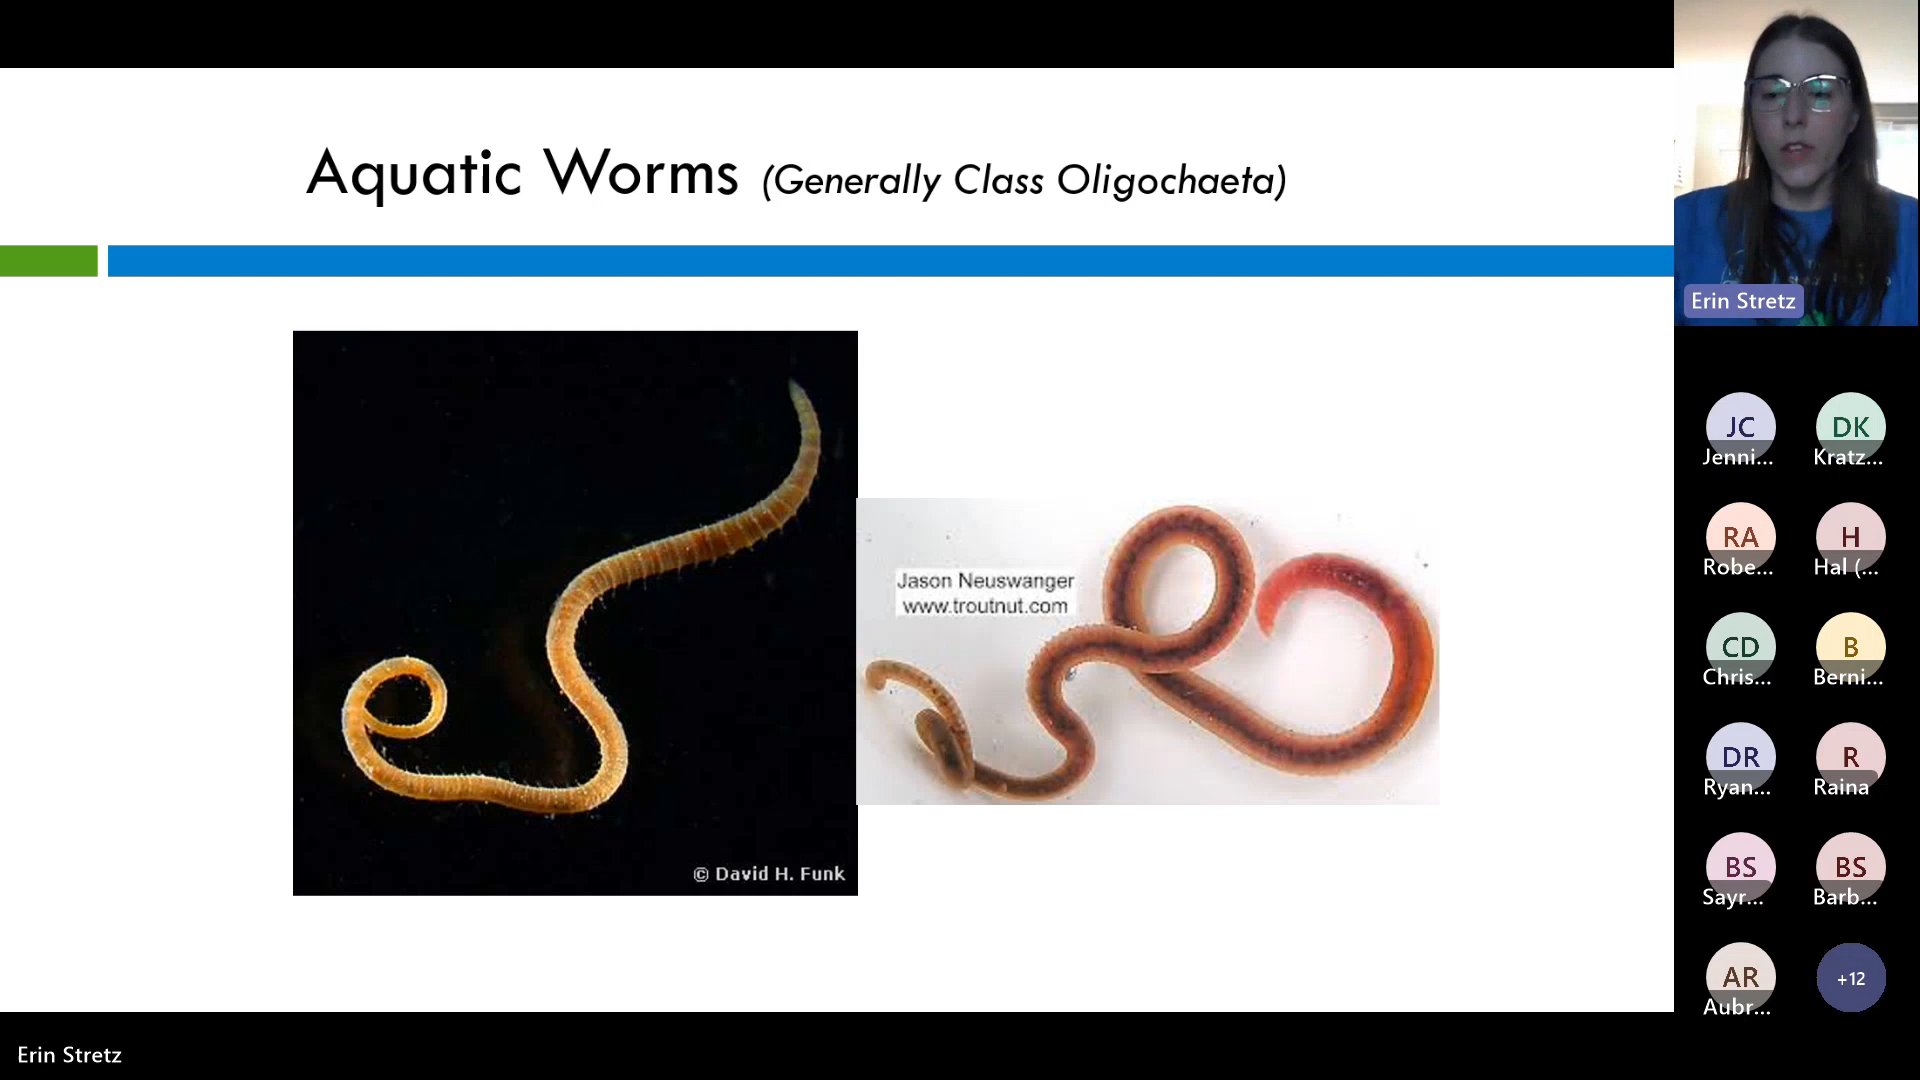 Aquatic Worms (Generally Class Oligochaeta)
Jason Neuswanger
www.troutnut.com
© David H. Funk
Erin Stretz
JC
DK
Jenni...
Kratz...
RA
H
Robe...
Hal (...
CD
B
Chris...
Berni...
DR
R
Ryan...
Raina
BS
BS
Sayr...
Barb...
AR
+12
Aubr...
Erin Stretz